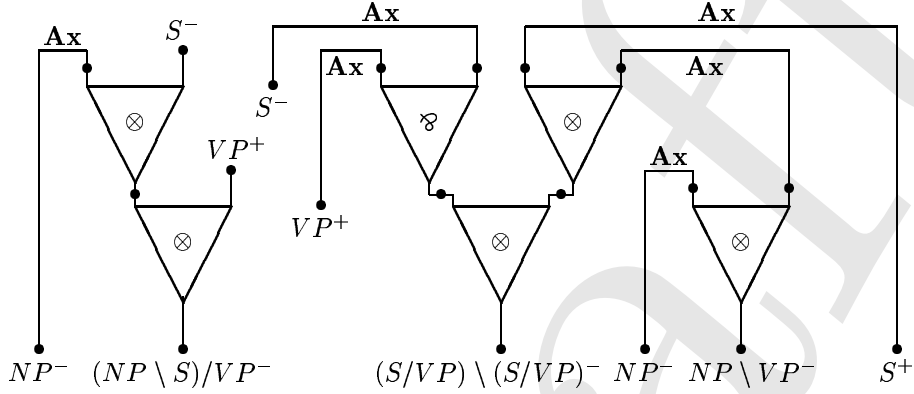 Ax Ax
Ax S⁻ Ax Ax
S⁻
⊗ ⅋ ⊗
VP⁺ Ax
VP⁺
⊗ ⊗ ⊗
NP⁻ (NP \ S)/VP⁻ (S/VP) \ (S/VP)⁻ NP⁻ NP \ VP⁻ S⁺